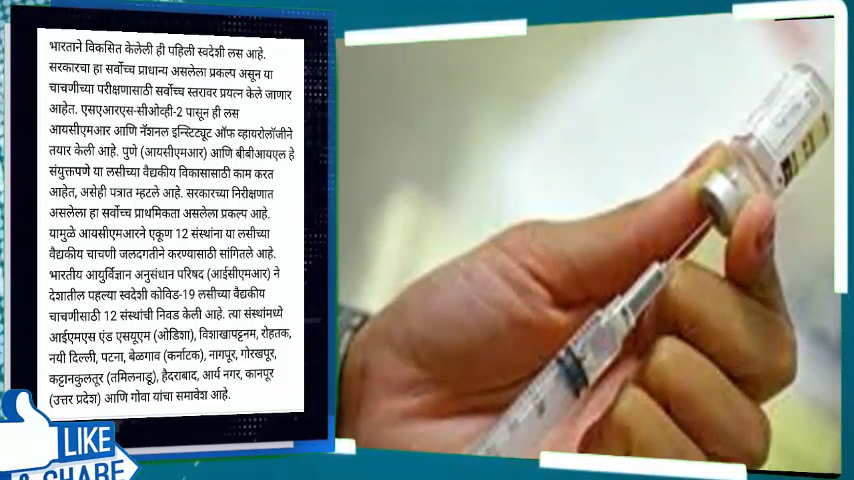 भारताने विकसित केलेली ही पहिली स्वदेशी लस आहे.
सरकारचा हा सर्वोच्च प्राधान्य असलेला प्रकल्प असून या
चाचणीच्या परीक्षणासाठी सर्वोच्च स्तरावर प्रयत्न केले जाणार
आहेत. एसएआरएस-सीओव्ही-2 पासून ही लस
आयसीएमआर आणि नॅशनल इन्स्टिट्यूट ऑफ व्हायरोलॉजीने
तयार केली आहे. पुणे (आयसीएमआर) आणि बीबीआयएल हे
संयुक्तपणे या लसीच्या वैद्यकीय विकासासाठी काम करत
आहेत, असेही पत्रात म्हटले आहे. सरकारच्या निरीक्षणात
असलेला हा सर्वोच्च प्राथमिकता असलेला प्रकल्प आहे.
यामुळे आयसीएमआरने एकूण 12 संस्थांना या लसीच्या
वैद्यकीय चाचणी जलदगतीने करण्यासाठी सांगितले आहे.
भारतीय आयुर्विज्ञान अनुसंधान परिषद (आईसीएमआर) ने
देशातील पहल्या स्वदेशी कोविड-19 लसीच्या वैद्यकीय
चाचणीसाठी 12 संस्थांची निवड केली आहे. त्या संस्थांमध्ये
आईएमएस एंड एसयूएम (ओडिशा), विशाखापट्टनम, रोहतक,
नयी दिल्ली, पटना, बेळगाव (कर्नाटक), नागपूर, गोरखपूर,
कट्टानकुलतूर (तमिलनाडू), हैदराबाद, आर्य नगर, कानपूर
(उत्तर प्रदेश) आणि गोवा यांचा समावेश आहे.
LIKE
& SHARE